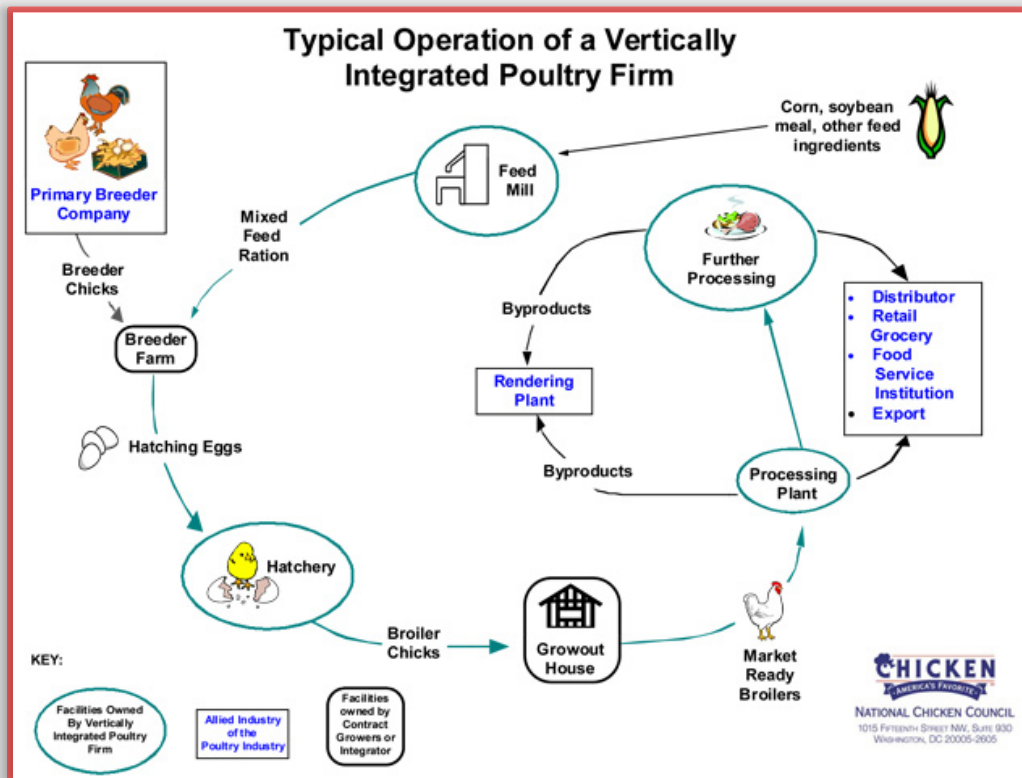 Typical Operation of a Vertically
Integrated Poultry Firm
Primary Breeder
Company
Breeder
Chicks
Breeder
Farm
Mixed
Feed
Ration
Feed
Mill
Corn, soybean
meal, other feed
ingredients
Further
Processing
Byproducts
Rendering
Plant
Byproducts
• Distributor
• Retail
Grocery
• Food
Service
Institution
• Export
Processing
Plant
Hatching Eggs
Hatchery
Broiler
Chicks
Growout
House
Market
Ready
Broilers
KEY:
Facilities Owned
By Vertically
Integrated Poultry
Firm
Allied Industry
of the
Poultry Industry
Facilities
owned by
Contract
Growers or
Integrator
CHICKEN
AMERICA'S FAVORITE
NATIONAL CHICKEN COUNCIL
1015 FIFTEENTH STREET NW, SUITE 930
WASHINGTON, DC 20005-2605